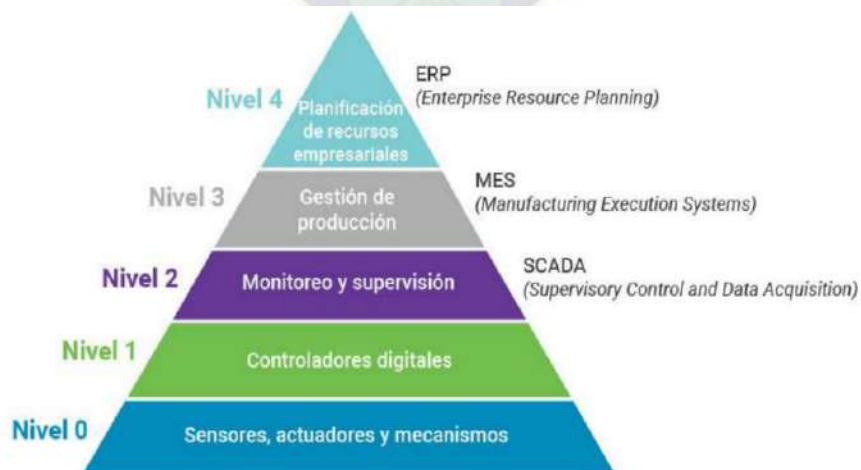 ERP
(Enterprise Resource Planning)
Nivel 4
Planificación
de recursos
empresariales
MES
(Manufacturing Execution Systems)
Nivel 3
Gestión de
producción
SCADA
(Supervisory Control and Data Acquisition)
Nivel 2
Monitoreo y supervisión
Nivel 1
Controladores digitales
Nivel 0
Sensores, actuadores y mecanismos